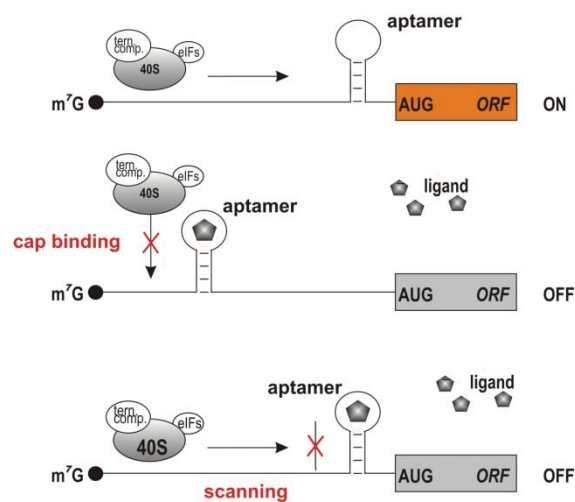 aptamer
tern.
comp.
eIFs
40S
m⁷G
AUG ORF ON
tern.
comp.
eIFs
40S
ligand
aptamer
cap binding
m⁷G
AUG ORF OFF
ligand
aptamer
tern.
comp.
eIFs
40S
m⁷G
AUG ORF OFF
scanning